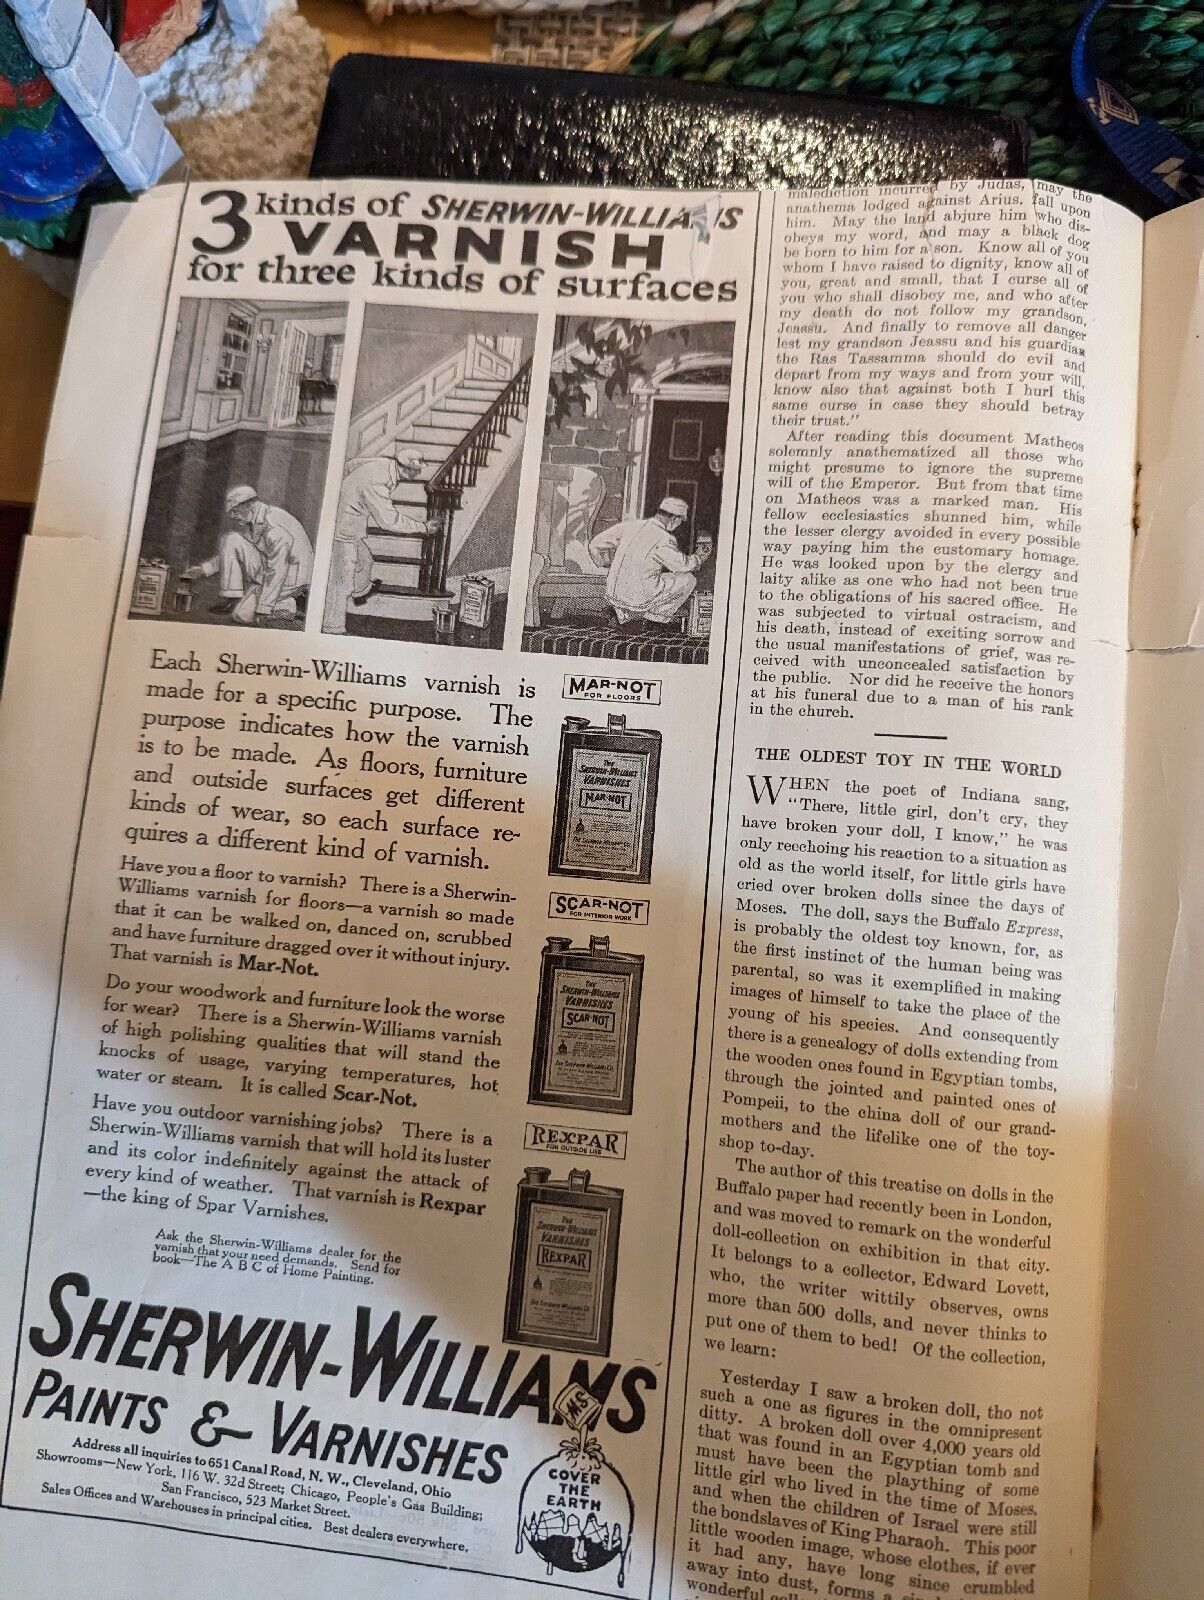 3 kinds of SHERWIN-WILLIAMS
VARNISH
for three kinds of surfaces
Each Sherwin-Williams varnish is
made for a specific purpose. The
purpose indicates how the varnish
is to be made. As floors, furniture
and outside surfaces get different
kinds of wear, so each surface re-
quires a different kind of varnish.
Have you a floor to varnish? There is a Sherwin-
Williams varnish for floors—a varnish so made
that it can be walked on, danced on, scrubbed
and have furniture dragged over it without injury.
That varnish is Mar-Not.
Do your woodwork and furniture look the worse
for wear? There is a Sherwin-Williams varnish
of high polishing qualities that will stand the
knocks of usage, varying temperatures, hot
water or steam. It is called Scar-Not.
Have you outdoor varnishing jobs? There is a
Sherwin-Williams varnish that will hold its luster
and its color indefinitely against the attack of
every kind of weather. That varnish is Rexpar
—the king of Spar Varnishes.
Ask the Sherwin-Williams dealer for the
varnish that your need demands. Send for
book—The A B C of Home Painting.
MAR-NOT
FOR FLOORS
THE
SHERWIN-WILLIAMS
VARNISHES
MAR-NOT
SCAR-NOT
FOR INTERIOR WORK
THE
SHERWIN-WILLIAMS
VARNISHES
SCAR-NOT
THE SHERWIN-WILLIAMS CO.
REXPAR
FOR OUTSIDE USE
THE
SHERWIN-WILLIAMS
VARNISHES
REXPAR
THE SHERWIN-WILLIAMS CO.
SHERWIN-WILLIAMS
PAINTS & VARNISHES
Address all inquiries to 651 Canal Road, N. W., Cleveland, Ohio
Showrooms—New York, 116 W. 32d Street; Chicago, People's Gas Building;
San Francisco, 523 Market Street.
Sales Offices and Warehouses in principal cities. Best dealers everywhere.
COVER
THE
EARTH
malediction incurred by Judas, may the
anathema lodged against Arius, fall upon
him. May the land abjure him who dis-
obeys my word, and may a black dog
be born to him for a son. Know all of you
whom I have raised to dignity, know all of
you, great and small, that I curse all of
you who shall disobey me, and who after
my death do not follow my grandson,
Jeassu. And finally to remove all danger
lest my grandson Jeassu and his guardian
the Ras Tassamma should do evil and
depart from my ways and from your will,
know also that against both I hurl this
same curse in case they should betray
their trust."
After reading this document Matheos
solemnly anathematized all those who
might presume to ignore the supreme
will of the Emperor. But from that time
on Matheos was a marked man. His
fellow ecclesiastics shunned him, while
the lesser clergy avoided in every possible
way paying him the customary homage.
He was looked upon by the clergy and
laity alike as one who had not been true
to the obligations of his sacred office. He
was subjected to virtual ostracism, and
his death, instead of exciting sorrow and
the usual manifestations of grief, was re-
ceived with unconcealed satisfaction by
the public. Nor did he receive the honors
at his funeral due to a man of his rank
in the church.
THE OLDEST TOY IN THE WORLD
WHEN the poet of Indiana sang,
"There, little girl, don't cry, they
have broken your doll, I know," he was
only reechoing his reaction to a situation as
old as the world itself, for little girls have
cried over broken dolls since the days of
Moses. The doll, says the Buffalo Express,
is probably the oldest toy known, for, as
the first instinct of the human being was
parental, so was it exemplified in making
images of himself to take the place of the
young of his species. And consequently
there is a genealogy of dolls extending from
the wooden ones found in Egyptian tombs,
through the jointed and painted ones of
Pompeii, to the china doll of our grand-
mothers and the lifelike one of the toy-
shop to-day.
The author of this treatise on dolls in the
Buffalo paper had recently been in London,
and was moved to remark on the wonderful
doll-collection on exhibition in that city.
It belongs to a collector, Edward Lovett,
who, the writer wittily observes, owns
more than 500 dolls, and never thinks to
put one of them to bed! Of the collection,
we learn:
Yesterday I saw a broken doll, tho not
such a one as figures in the omnipresent
ditty. A broken doll over 4,000 years old
that was found in an Egyptian tomb and
must have been the plaything of some
little girl who lived in the time of Moses,
and when the children of Israel were still
the bondslaves of King Pharaoh. This poor
little wooden image, whose clothes, if ever
it had any, have long since crumbled
away into dust, forms a
wonderful